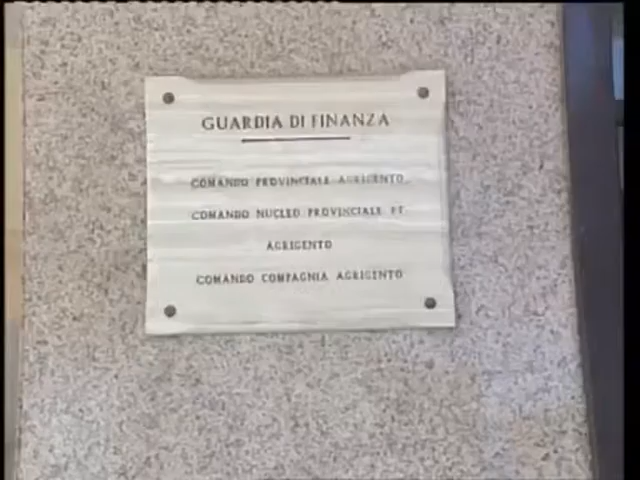 GUARDIA DI FINANZA
COMANDO PROVINCIALE AGRIGENTO
COMANDO NUCLEO PROVINCIALE PT
AGRIGENTO
COMANDO COMPAGNIA AGRIGENTO